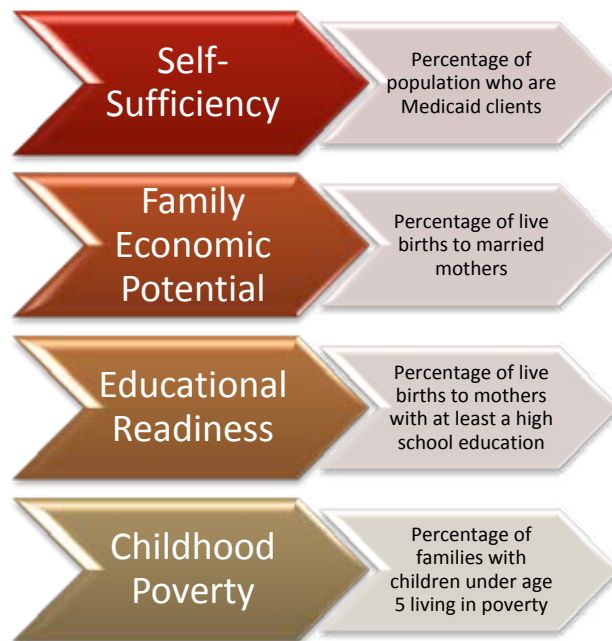 Self-
Sufficiency
Percentage of
population who are
Medicaid clients
Family
Economic
Potential
Percentage of live
births to married
mothers
Educational
Readiness
Percentage of live
births to mothers
with at least a high
school education
Childhood
Poverty
Percentage of
families with
children under age
5 living in poverty